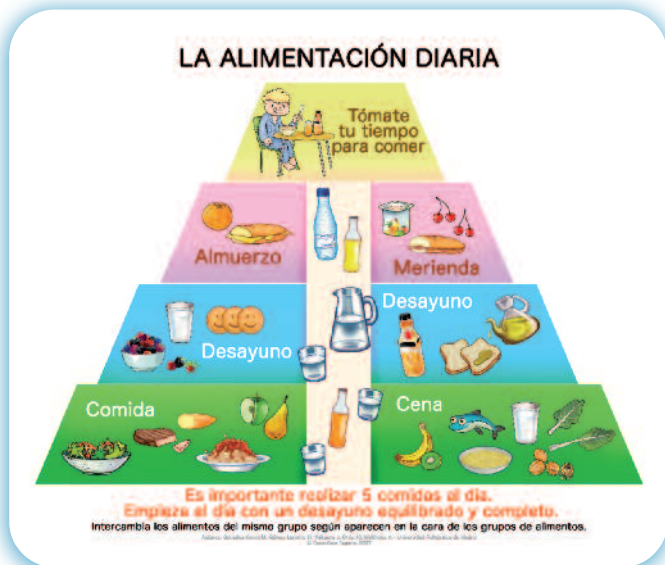 LA ALIMENTACIÓN DIARIA
Tómate
tu tiempo
para comer
Almuerzo
Merienda
Desayuno
Desayuno
Comida
Cena
Es importante realizar 5 comidas al día.
Empieza el día con un desayuno equilibrado y completo.
Intercambia los alimentos del mismo grupo según aparecen en la cara de los grupos de alimentos.